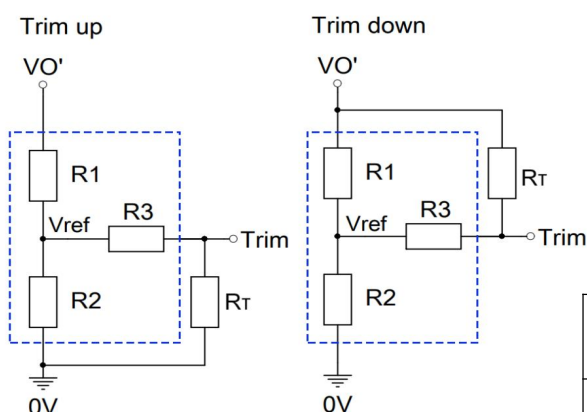 Trim up
VO'
R1
Vref
R3
Trim
R2
RT
0V
Trim down
VO'
R1
RT
Vref
R3
Trim
R2
0V